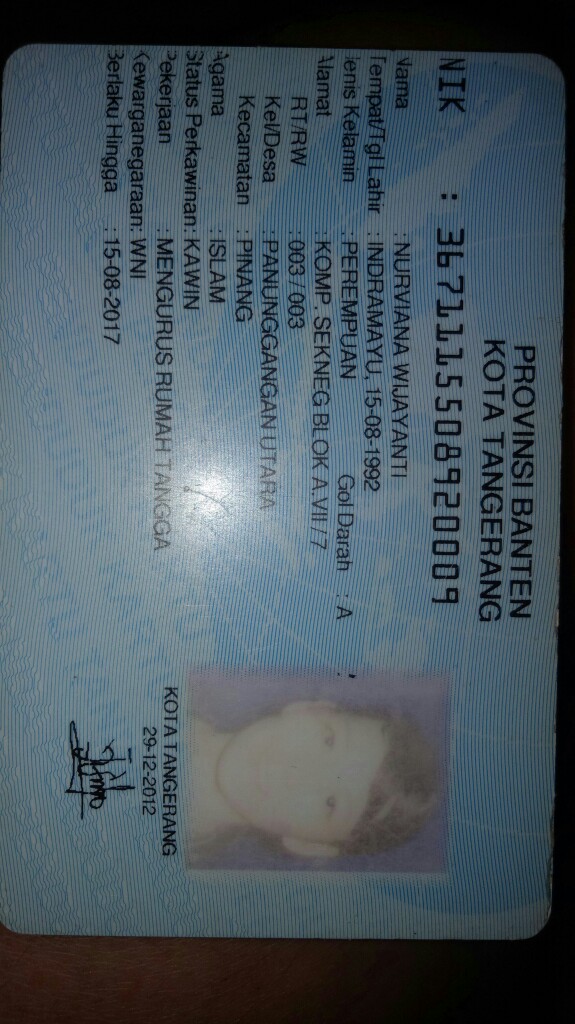 PROVINSI BANTEN
KOTA TANGERANG
NIK : 3671115508920009
Nama : NURVIANA WIJAYANTI
Tempat/Tgl Lahir : INDRAMAYU, 15-08-1992
Jenis Kelamin : PEREMPUAN Gol Darah : A
Alamat : KOMP. SEKNEG BLOK A.VII / 7
RT/RW : 003 / 003
Kel/Desa : PANUNGGANGAN UTARA
Kecamatan : PINANG
Agama : ISLAM
Status Perkawinan: KAWIN
Pekerjaan : MENGURUS RUMAH TANGGA
Kewarganegaraan: WNI
Berlaku Hingga : 15-08-2017
KOTA TANGERANG
29-12-2012